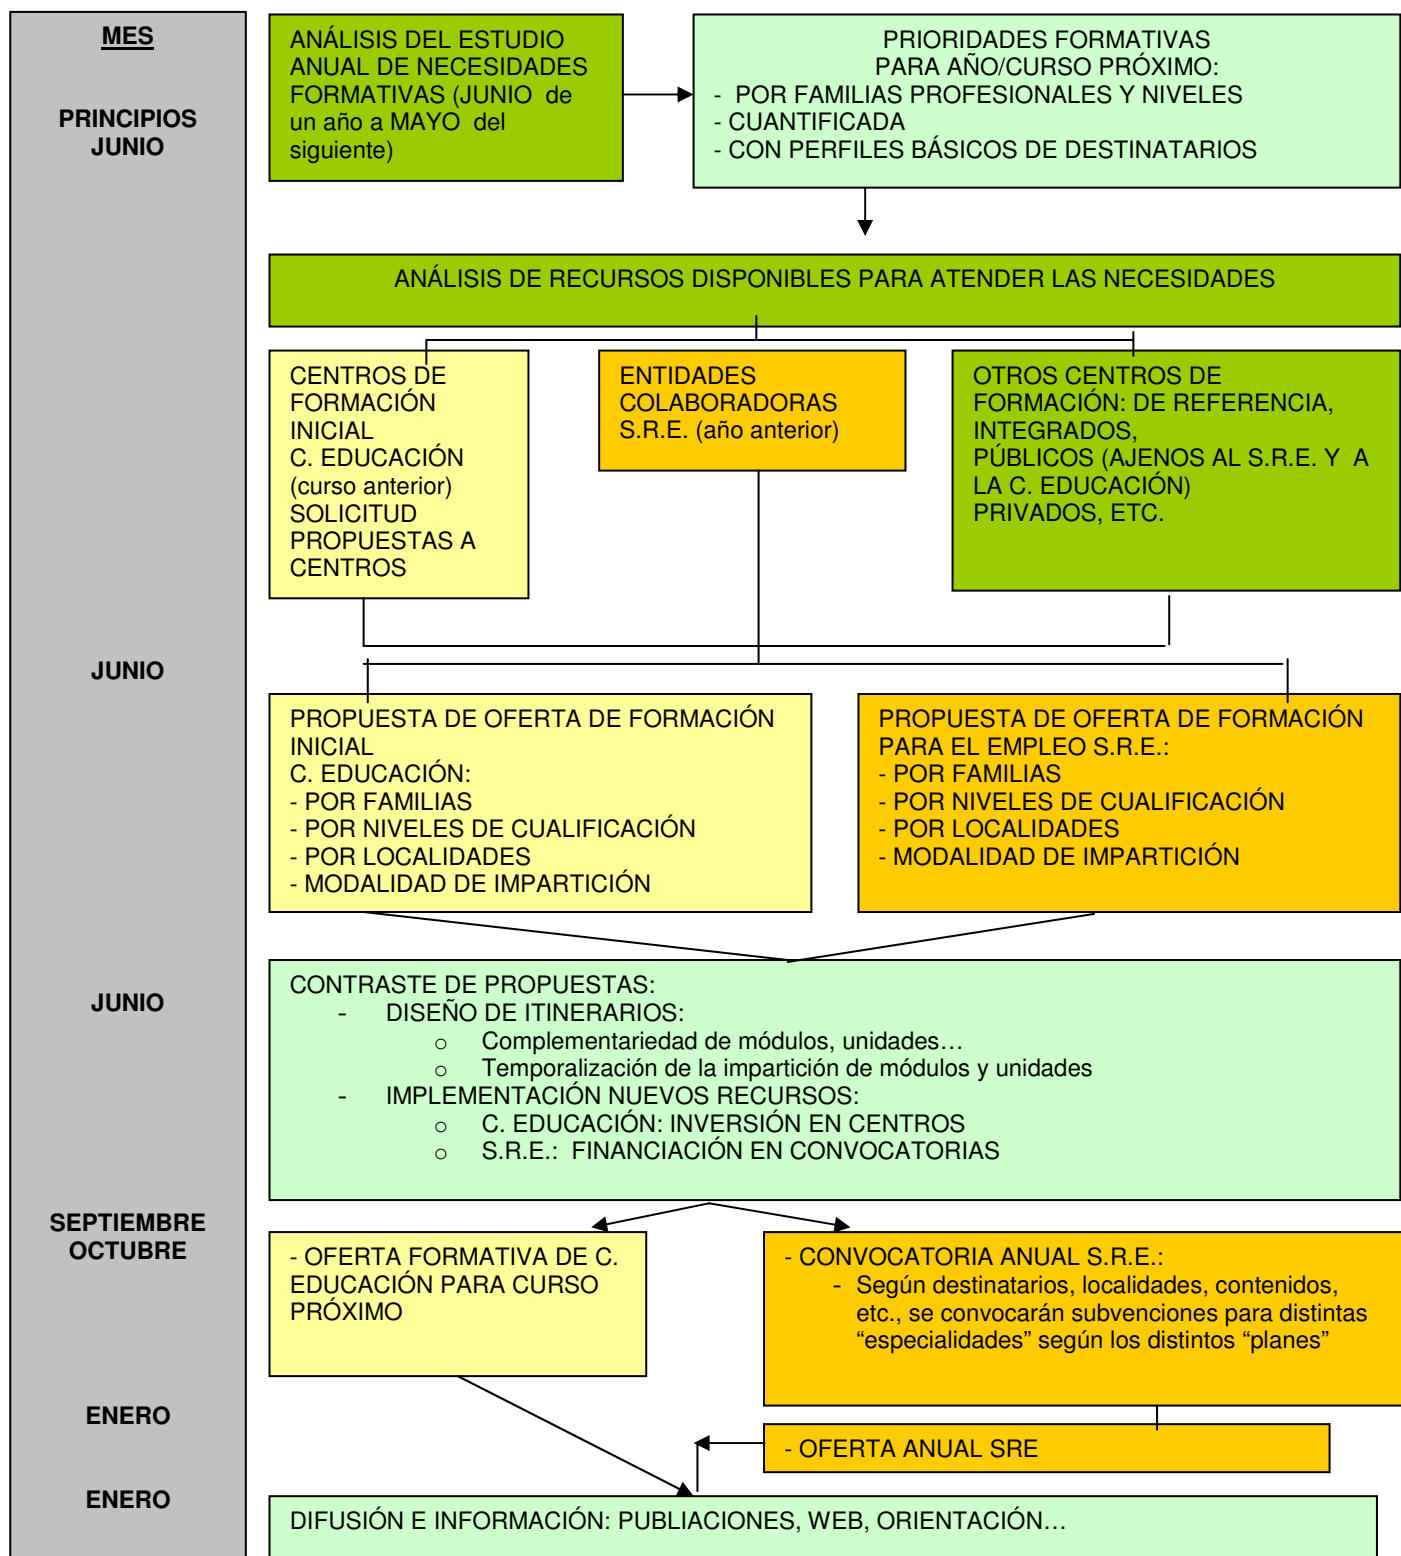 MES
PRINCIPIOS
JUNIO
ANÁLISIS DEL ESTUDIO
ANUAL DE NECESIDADES
FORMATIVAS (JUNIO de
un año a MAYO del
siguiente)
PRIORIDADES FORMATIVAS
PARA AÑO/CURSO PRÓXIMO:
- POR FAMILIAS PROFESIONALES Y NIVELES
- CUANTIFICADA
- CON PERFILES BÁSICOS DE DESTINATARIOS
ANÁLISIS DE RECURSOS DISPONIBLES PARA ATENDER LAS NECESIDADES
CENTROS DE
FORMACIÓN
INICIAL
C. EDUCACIÓN
(curso anterior)
SOLICITUD
PROPUESTAS A
CENTROS
ENTIDADES
COLABORADORAS
S.R.E. (año anterior)
OTROS CENTROS DE
FORMACIÓN: DE REFERENCIA,
INTEGRADOS,
PÚBLICOS (AJENOS AL S.R.E. Y A
LA C. EDUCACIÓN)
PRIVADOS, ETC.
JUNIO
PROPUESTA DE OFERTA DE FORMACIÓN
INICIAL
C. EDUCACIÓN:
- POR FAMILIAS
- POR NIVELES DE CUALIFICACIÓN
- POR LOCALIDADES
- MODALIDAD DE IMPARTICIÓN
PROPUESTA DE OFERTA DE FORMACIÓN
PARA EL EMPLEO S.R.E.:
- POR FAMILIAS
- POR NIVELES DE CUALIFICACIÓN
- POR LOCALIDADES
- MODALIDAD DE IMPARTICIÓN
JUNIO
CONTRASTE DE PROPUESTAS:
- DISEÑO DE ITINERARIOS:
o Complementariedad de módulos, unidades…
o Temporalización de la impartición de módulos y unidades
- IMPLEMENTACIÓN NUEVOS RECURSOS:
o C. EDUCACIÓN: INVERSIÓN EN CENTROS
o S.R.E.: FINANCIACIÓN EN CONVOCATORIAS
SEPTIEMBRE
OCTUBRE
- OFERTA FORMATIVA DE C.
EDUCACIÓN PARA CURSO
PRÓXIMO
- CONVOCATORIA ANUAL S.R.E.:
- Según destinatarios, localidades, contenidos,
etc., se convocarán subvenciones para distintas
“especialidades” según los distintos “planes”
ENERO
- OFERTA ANUAL SRE
ENERO
DIFUSIÓN E INFORMACIÓN: PUBLIACIONES, WEB, ORIENTACIÓN…